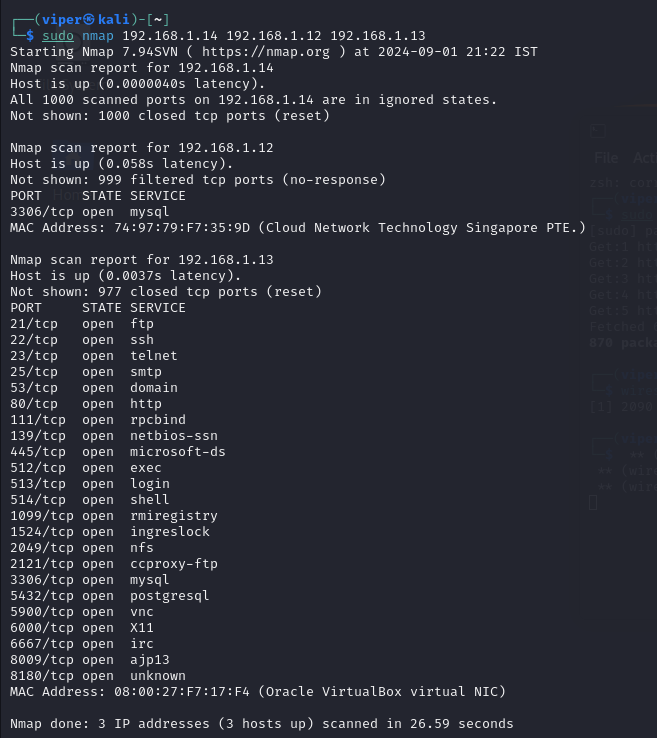 ┌──(viper㉿kali)-[~]
└─$ sudo nmap 192.168.1.14 192.168.1.12 192.168.1.13
Starting Nmap 7.94SVN ( https://nmap.org ) at 2024-09-01 21:22 IST
Nmap scan report for 192.168.1.14
Host is up (0.0000040s latency).
All 1000 scanned ports on 192.168.1.14 are in ignored states.
Not shown: 1000 closed tcp ports (reset)
Nmap scan report for 192.168.1.12
Host is up (0.058s latency).
Not shown: 999 filtered tcp ports (no-response)
PORT     STATE SERVICE
3306/tcp open  mysql
MAC Address: 74:97:79:F7:35:9D (Cloud Network Technology Singapore PTE.)
Nmap scan report for 192.168.1.13
Host is up (0.0037s latency).
Not shown: 977 closed tcp ports (reset)
PORT     STATE SERVICE
21/tcp   open  ftp
22/tcp   open  ssh
23/tcp   open  telnet
25/tcp   open  smtp
53/tcp   open  domain
80/tcp   open  http
111/tcp  open  rpcbind
139/tcp  open  netbios-ssn
445/tcp  open  microsoft-ds
512/tcp  open  exec
513/tcp  open  login
514/tcp  open  shell
1099/tcp open  rmiregistry
1524/tcp open  ingreslock
2049/tcp open  nfs
2121/tcp open  ccproxy-ftp
3306/tcp open  mysql
5432/tcp open  postgresql
5900/tcp open  vnc
6000/tcp open  X11
6667/tcp open  irc
8009/tcp open  ajp13
8180/tcp open  unknown
MAC Address: 08:00:27:F7:17:F4 (Oracle VirtualBox virtual NIC)
Nmap done: 3 IP addresses (3 hosts up) scanned in 26.59 seconds
File
[sudo]
Get:1
Get:2
Get:3
Get:4
Get:5
Fetched
[1] 2090